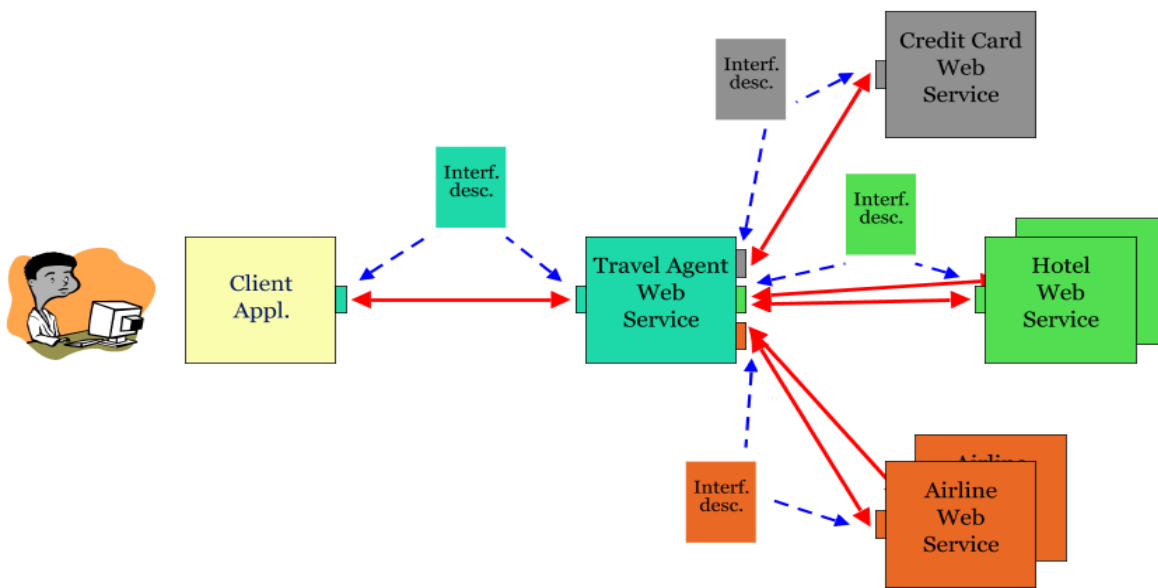 Credit Card
Web
Service
Interf.
desc.
Interf.
desc.
Interf.
desc.
Client
Appl.
Travel Agent
Web
Service
Hotel
Web
Service
Interf.
desc.
Airline
Airline
Web
Service